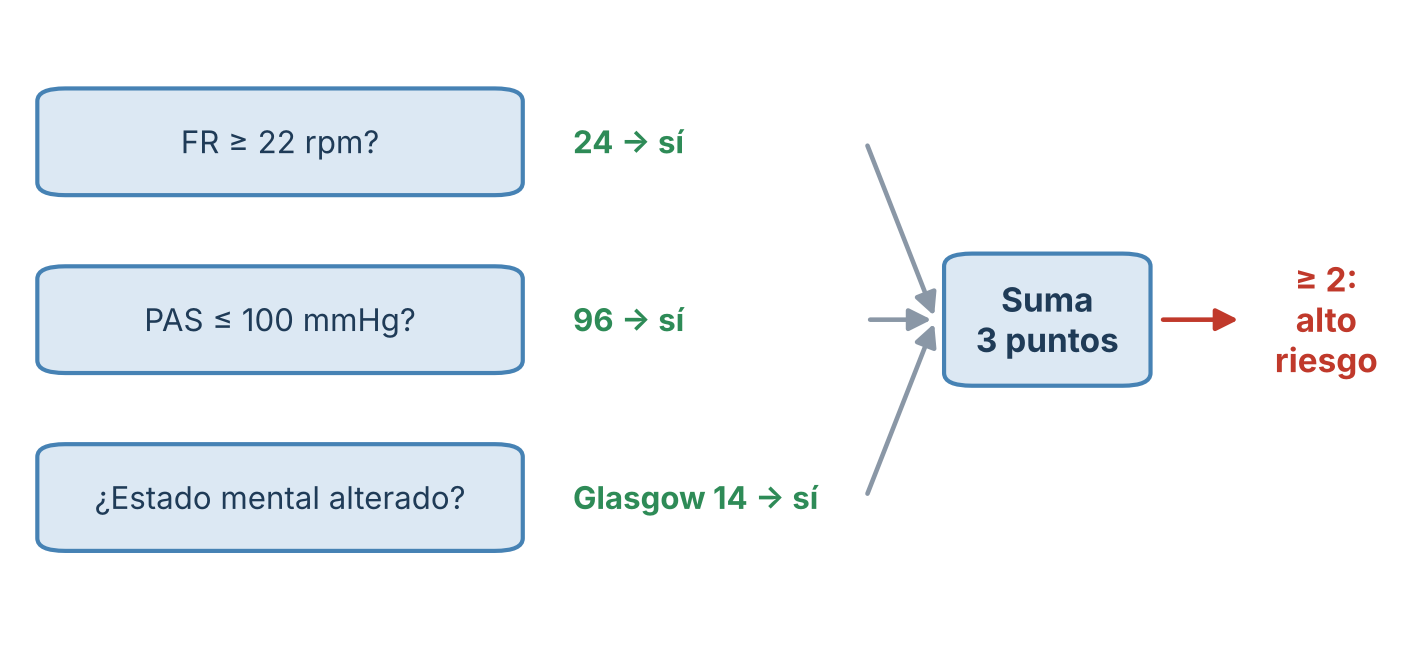 FR ≥ 22 rpm?
24 → sí
PAS ≤ 100 mmHg?
96 → sí
¿Estado mental alterado?
Glasgow 14 → sí
Suma
3 puntos
≥ 2:
alto
riesgo